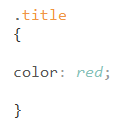 .title
{
color: red;
}